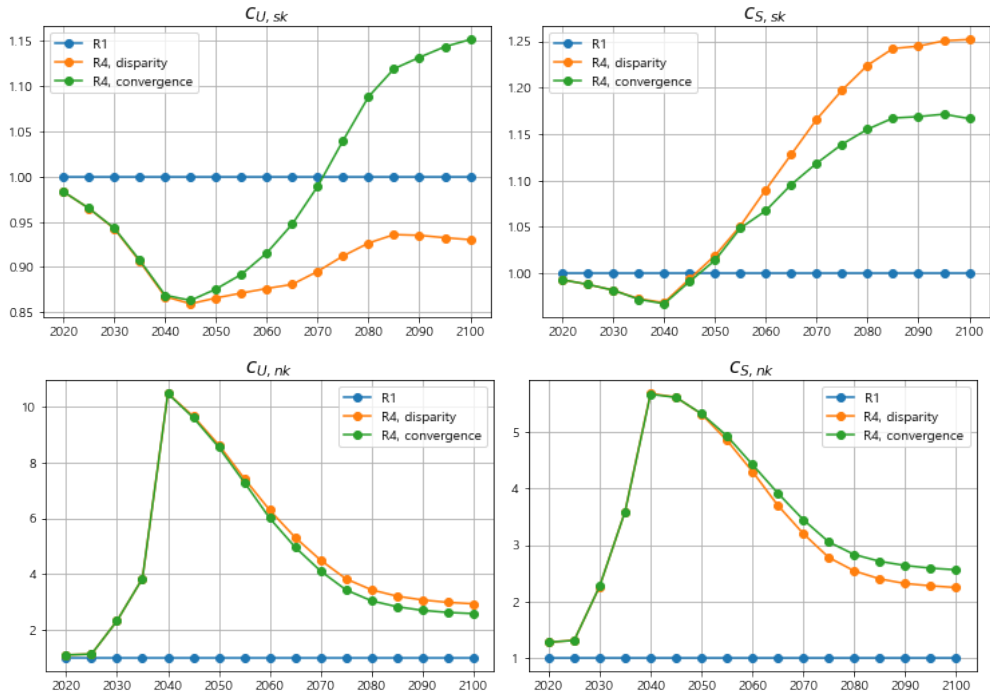 c_{U, sk}
1.15
1.10
1.05
1.00
0.95
0.90
0.85
R1
R4, disparity
R4, convergence
2020 2030 2040 2050 2060 2070 2080 2090 2100
c_{S, sk}
1.25
1.20
1.15
1.10
1.05
1.00
R1
R4, disparity
R4, convergence
2020 2030 2040 2050 2060 2070 2080 2090 2100
c_{U, nk}
10
8
6
4
2
R1
R4, disparity
R4, convergence
2020 2030 2040 2050 2060 2070 2080 2090 2100
c_{S, nk}
5
4
3
2
1
R1
R4, disparity
R4, convergence
2020 2030 2040 2050 2060 2070 2080 2090 2100